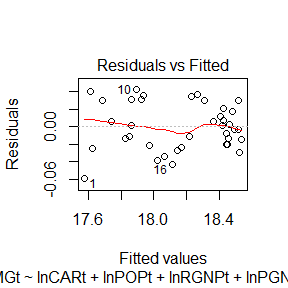 Residuals vs Fitted
Residuals
0.00
-0.06
10
16
1
17.6 18.0 18.4
Fitted values
MGt ~ lnCARt + lnPOPt + lnRGNPt + lnPGN